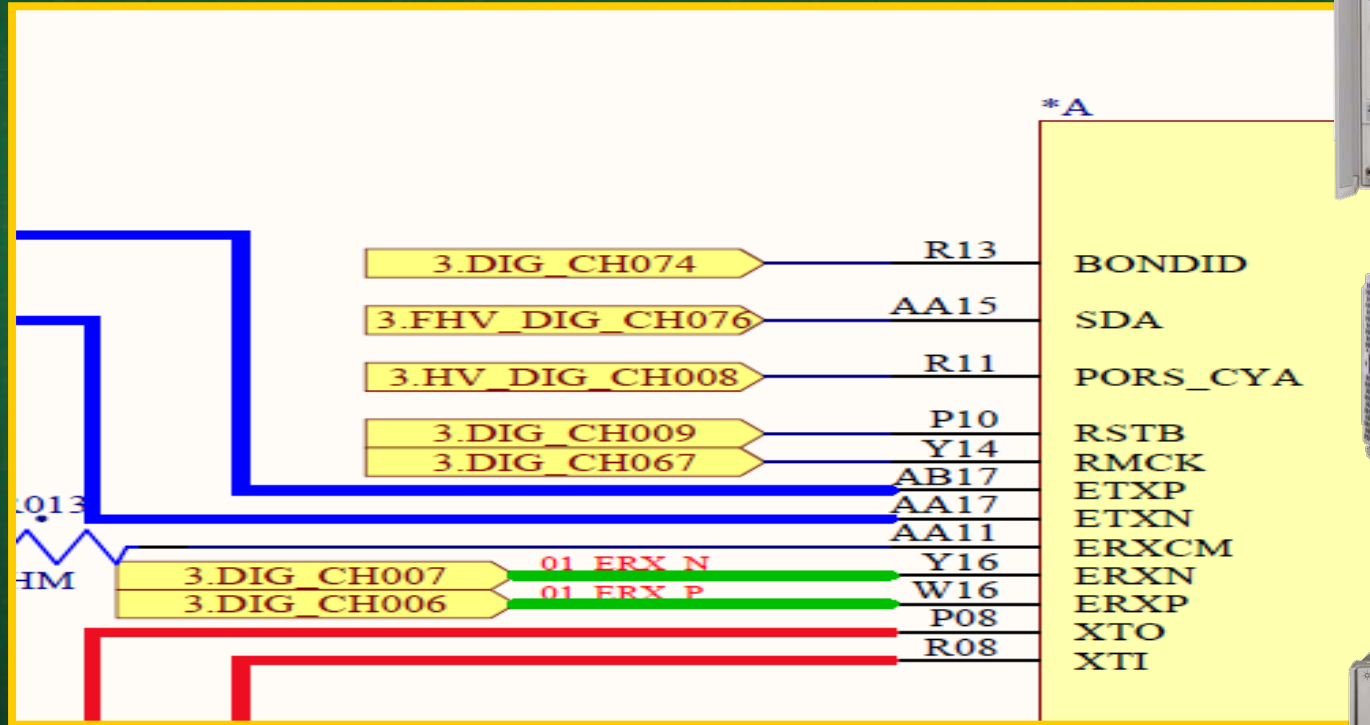 *A
3.DIG_CH074 R13 BONDID
3.FHV_DIG_CH076 AA15 SDA
3.HV_DIG_CH008 R11 PORS_CYA
3.DIG_CH009 P10 RSTB
3.DIG_CH067 Y14 RMCK
AB17 ETXP
013 AA17 ETXN
AA11 ERXCM
HM 3.DIG_CH007 01_ERX_N Y16 ERXN
3.DIG_CH006 01_ERX_P W16 ERXP
P08 XTO
R08 XTI